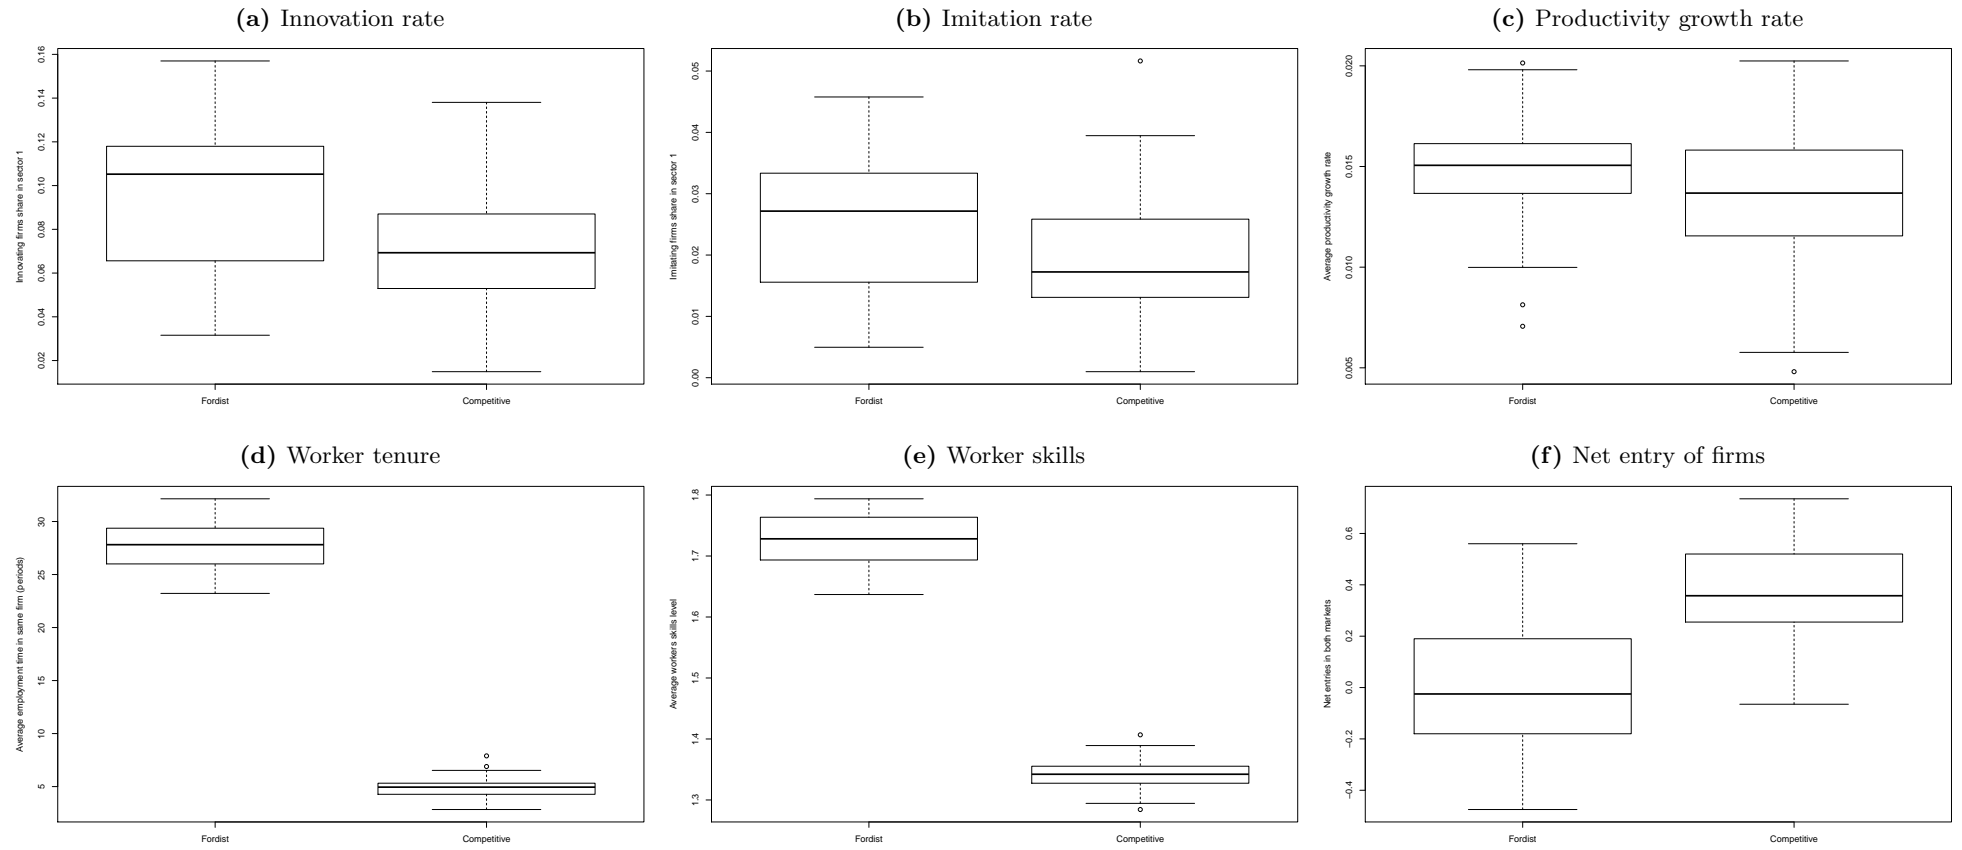 (a) Innovation rate
Innovating firms share in sector 1
0.16
0.14
0.12
0.10
0.08
0.06
0.04
0.02
Fordist
Competitive
(b) Imitation rate
Imitating firms share in sector 1
0.05
0.04
0.03
0.02
0.01
0.00
Fordist
Competitive
(c) Productivity growth rate
Average productivity growth rate
0.020
0.015
0.010
0.005
Fordist
Competitive
(d) Worker tenure
Average employment time in same firm (periods)
30
25
20
15
10
5
Fordist
Competitive
(e) Worker skills
Average workers skills level
1.8
1.7
1.6
1.5
1.4
1.3
Fordist
Competitive
(f) Net entry of firms
Net entries in both markets
0.6
0.4
0.2
0.0
-0.2
-0.4
Fordist
Competitive